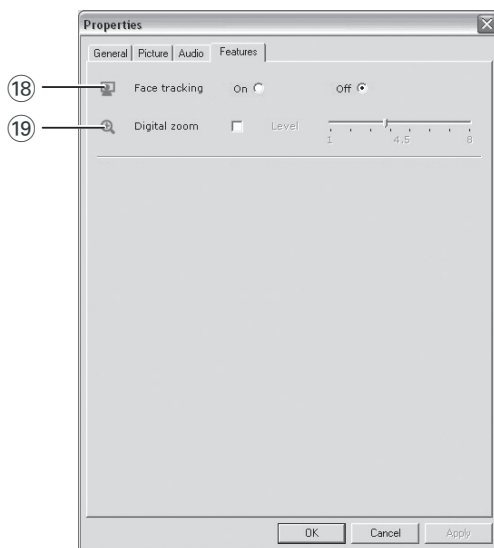 Properties
General Picture Audio Features
18 Face tracking On Off
19 Digital zoom Level
1 4.5 8
OK Cancel Apply